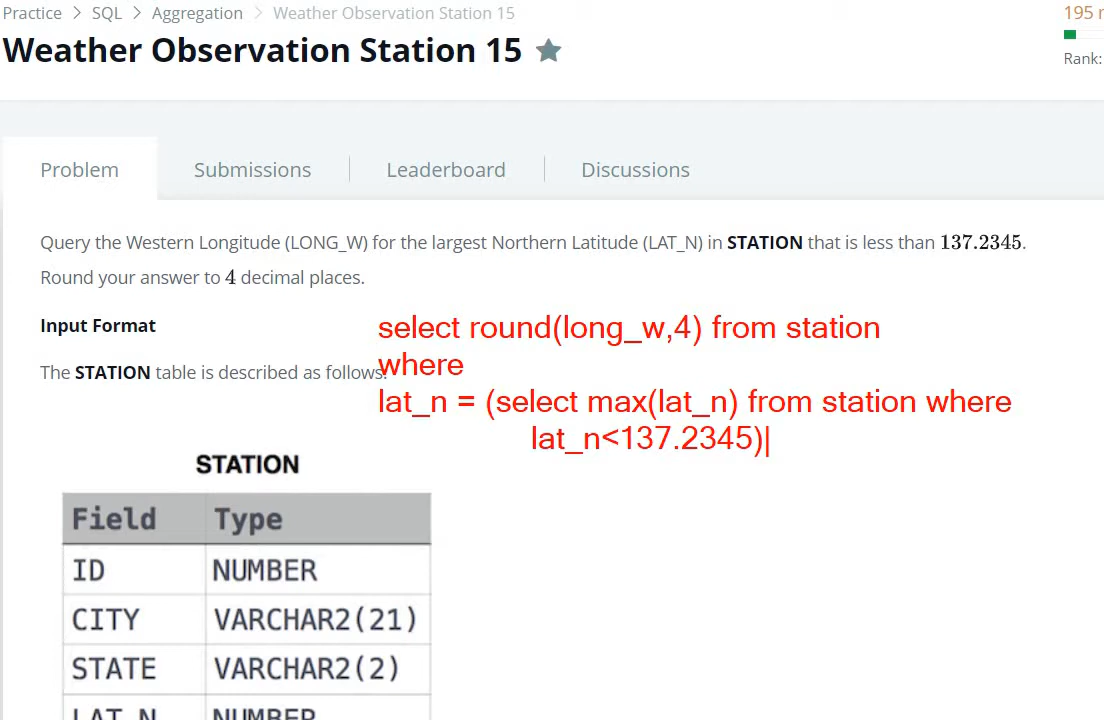 Practice > SQL > Aggregation > Weather Observation Station 15
195
Weather Observation Station 15
Rank:
Problem
Submissions
Leaderboard
Discussions
Query the Western Longitude (LONG_W) for the largest Northern Latitude (LAT_N) in STATION that is less than 137.2345.
Round your answer to 4 decimal places.
Input Format
The STATION table is described as follows:
select round(long_w,4) from station
where
lat_n = (select max(lat_n) from station where
lat_n<137.2345)|
STATION
Field Type
ID NUMBER
CITY VARCHAR2(21)
STATE VARCHAR2(2)
LAT_N NUMBER